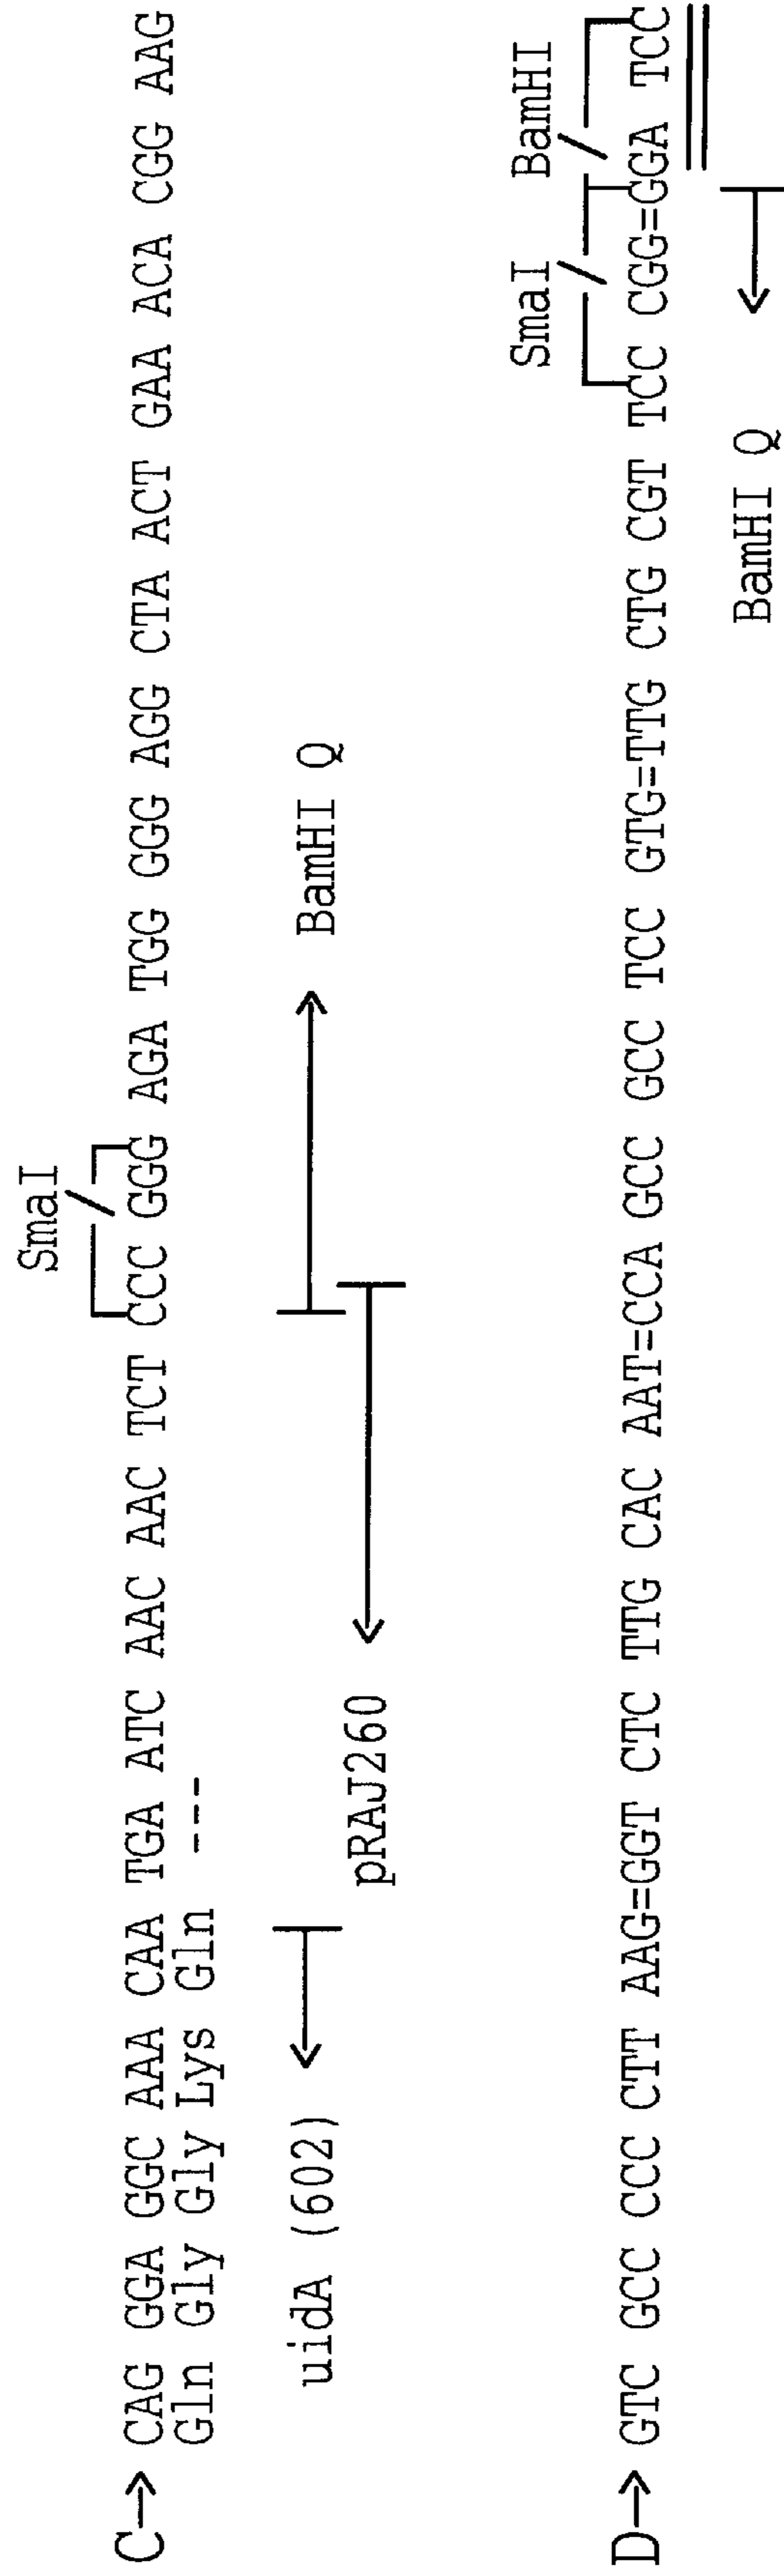 SmaI
C→ CAG GGA GGC AAA CAA TGA ATC AAC AAC TCT CCC GGG AGA TGG GGG AGG CTA ACT GAA ACA CGG AAG
Gln Gly Gly Lys Gln ---
uidA (602)
BamHI Q
pRAJ260
SmaI BamHI
D→ GTC GCC CCC CTT AAG=GGT CTC TTG CAC AAT=CCA GCC GCC TCC GTG=TTG CTG CGT TCC CGG=GGA TCC
BamHI Q